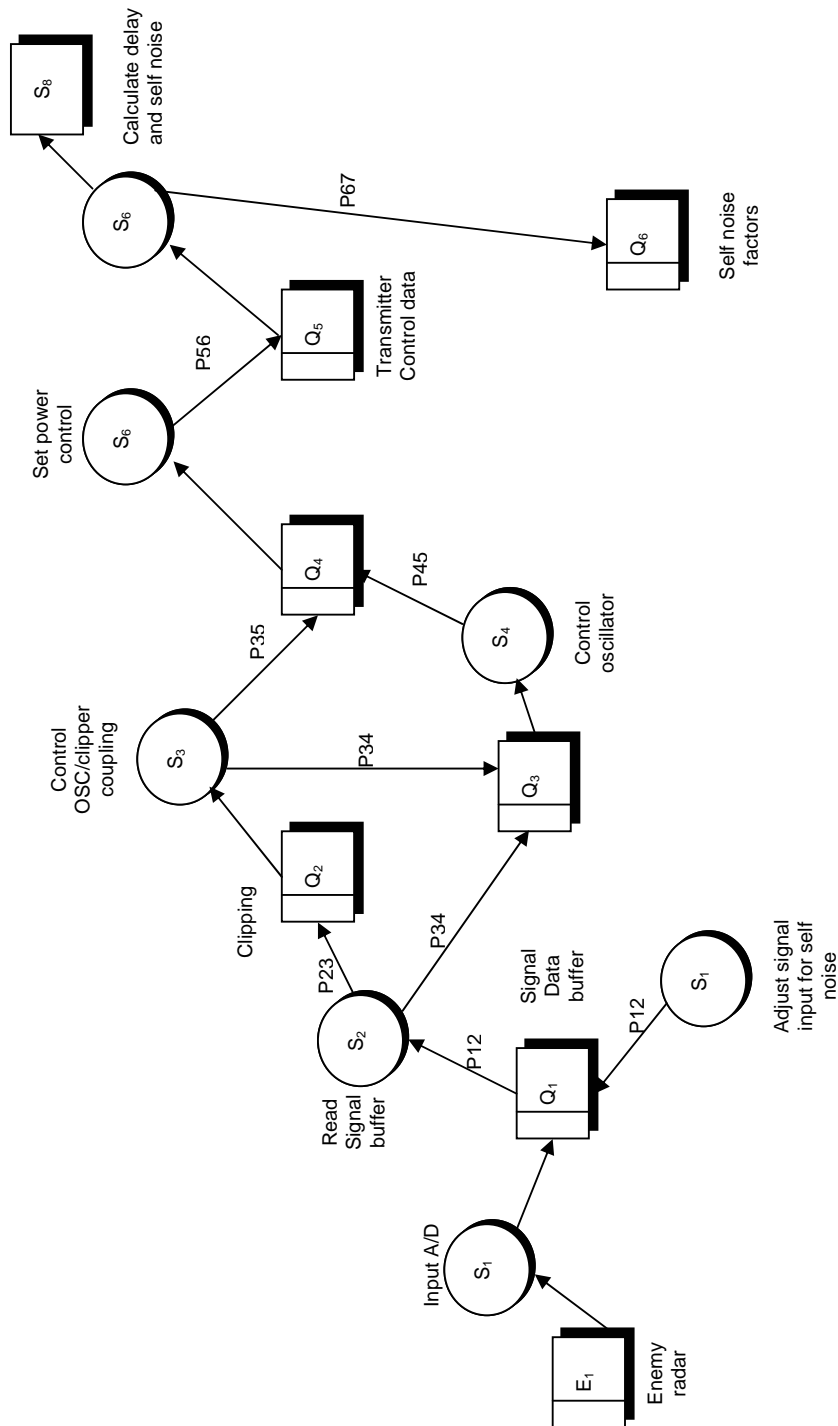 E₁
Enemy
radar
Input A/D
S₁
Q₁
Signal
Data
buffer
P12
S₁
Adjust signal
input for self
noise
P12
Read
Signal
buffer
S₂
P23
P34
Clipping
Q₂
Control
OSC/clipper
coupling
S₃
P34
Q₃
P35
S₄
Control
oscillator
P45
Q₄
Set power
control
S₆
P56
Q₅
Transmitter
Control data
S₆
P67
Q₆
Self noise
factors
S₈
Calculate delay
and self noise